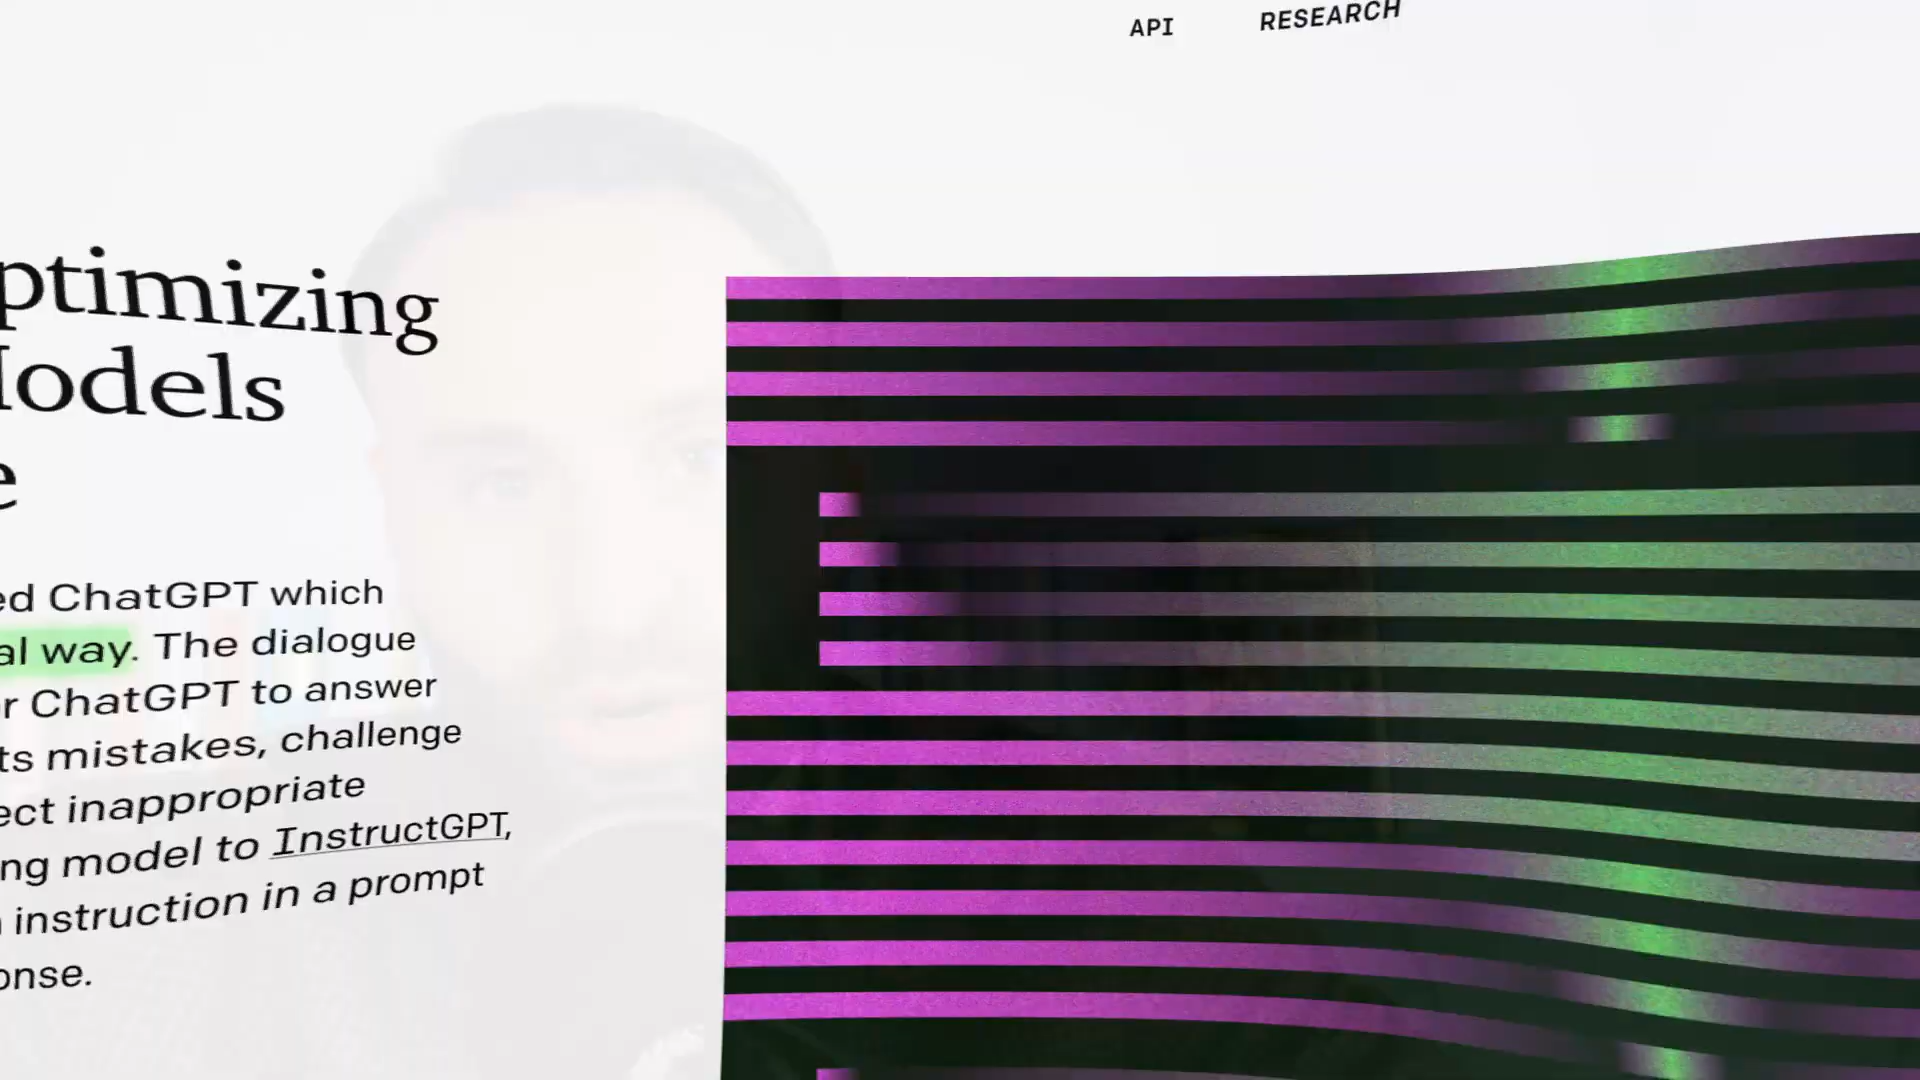 API RESEARCH
ptimizing
Models
e
ed ChatGPT which
al way. The dialogue
r ChatGPT to answer
ts mistakes, challenge
ect inappropriate
ng model to InstructGPT,
instruction in a prompt
onse.